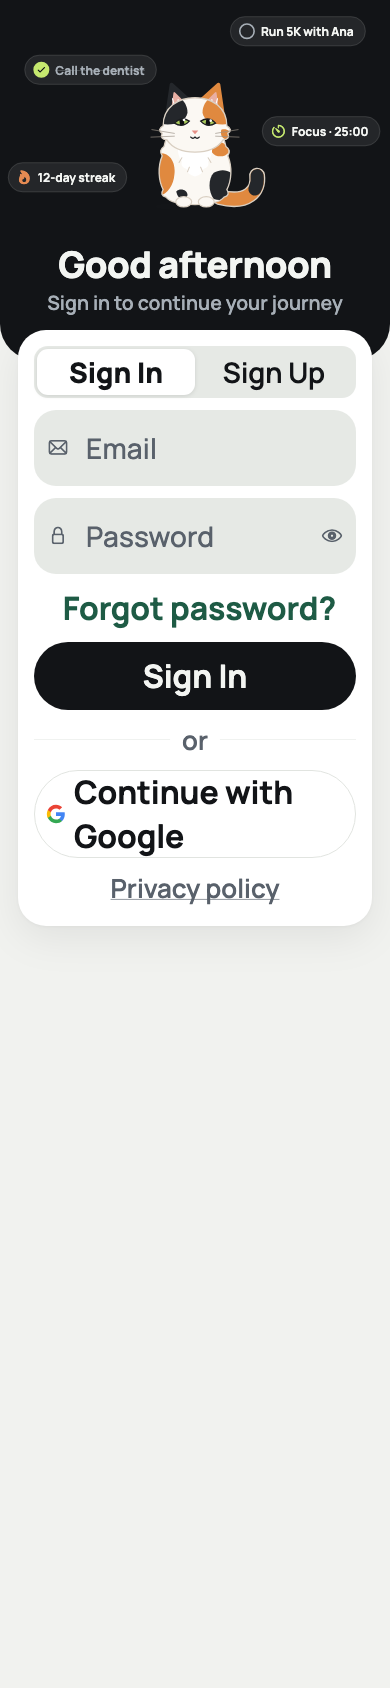 Run 5K with Ana
Call the dentist
Focus · 25:00
12-day streak
Good afternoon
Sign in to continue your journey
Sign In
Sign Up
Email
Password
Forgot password?
Sign In
or
Continue with
Google
Privacy policy